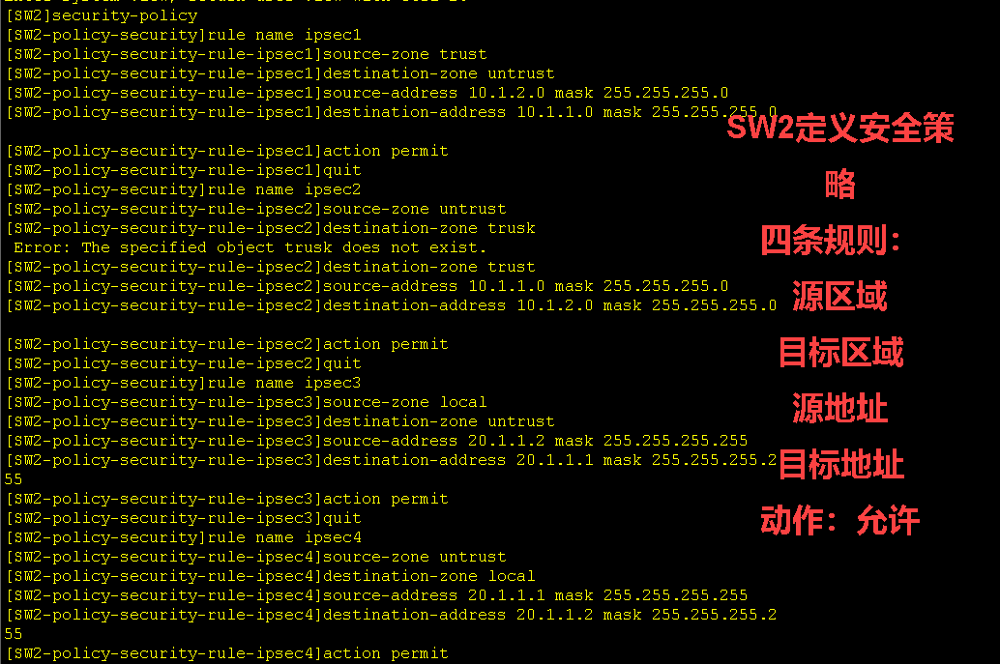 [SW2]security-policy
[SW2-policy-security]rule name ipsec1
[SW2-policy-security-rule-ipsec1]source-zone trust
[SW2-policy-security-rule-ipsec1]destination-zone untrust
[SW2-policy-security-rule-ipsec1]source-address 10.1.2.0 mask 255.255.255.0
[SW2-policy-security-rule-ipsec1]destination-address 10.1.1.0 mask 255.255.255.0
[SW2-policy-security-rule-ipsec1]action permit
[SW2-policy-security-rule-ipsec1]quit
[SW2-policy-security]rule name ipsec2
[SW2-policy-security-rule-ipsec2]source-zone untrust
[SW2-policy-security-rule-ipsec2]destination-zone trusk
Error: The specified object trusk does not exist.
[SW2-policy-security-rule-ipsec2]destination-zone trust
[SW2-policy-security-rule-ipsec2]source-address 10.1.1.0 mask 255.255.255.0
[SW2-policy-security-rule-ipsec2]destination-address 10.1.2.0 mask 255.255.255.0
[SW2-policy-security-rule-ipsec2]action permit
[SW2-policy-security-rule-ipsec2]quit
[SW2-policy-security]rule name ipsec3
[SW2-policy-security-rule-ipsec3]source-zone local
[SW2-policy-security-rule-ipsec3]destination-zone untrust
[SW2-policy-security-rule-ipsec3]source-address 20.1.1.2 mask 255.255.255.255
[SW2-policy-security-rule-ipsec3]destination-address 20.1.1.1 mask 255.255.255.2
55
[SW2-policy-security-rule-ipsec3]action permit
[SW2-policy-security-rule-ipsec3]quit
[SW2-policy-security]rule name ipsec4
[SW2-policy-security-rule-ipsec4]source-zone untrust
[SW2-policy-security-rule-ipsec4]destination-zone local
[SW2-policy-security-rule-ipsec4]source-address 20.1.1.1 mask 255.255.255.255
[SW2-policy-security-rule-ipsec4]destination-address 20.1.1.2 mask 255.255.255.2
55
[SW2-policy-security-rule-ipsec4]action permit
SW2定义安全策
略
四条规则：
源区域
目标区域
源地址
目标地址
动作：允许